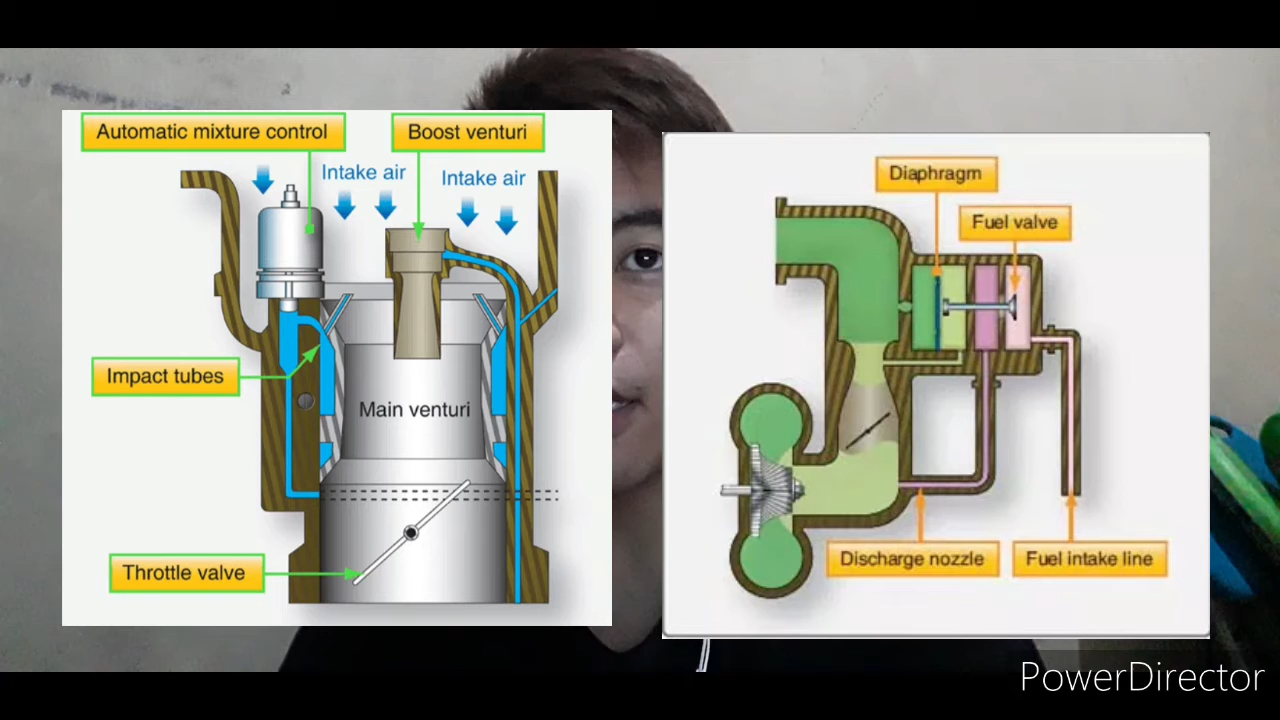 Automatic mixture control
Boost venturi
Intake air
Intake air
Impact tubes
Main venturi
Throttle valve
Diaphragm
Fuel valve
Discharge nozzle
Fuel intake line
PowerDirector